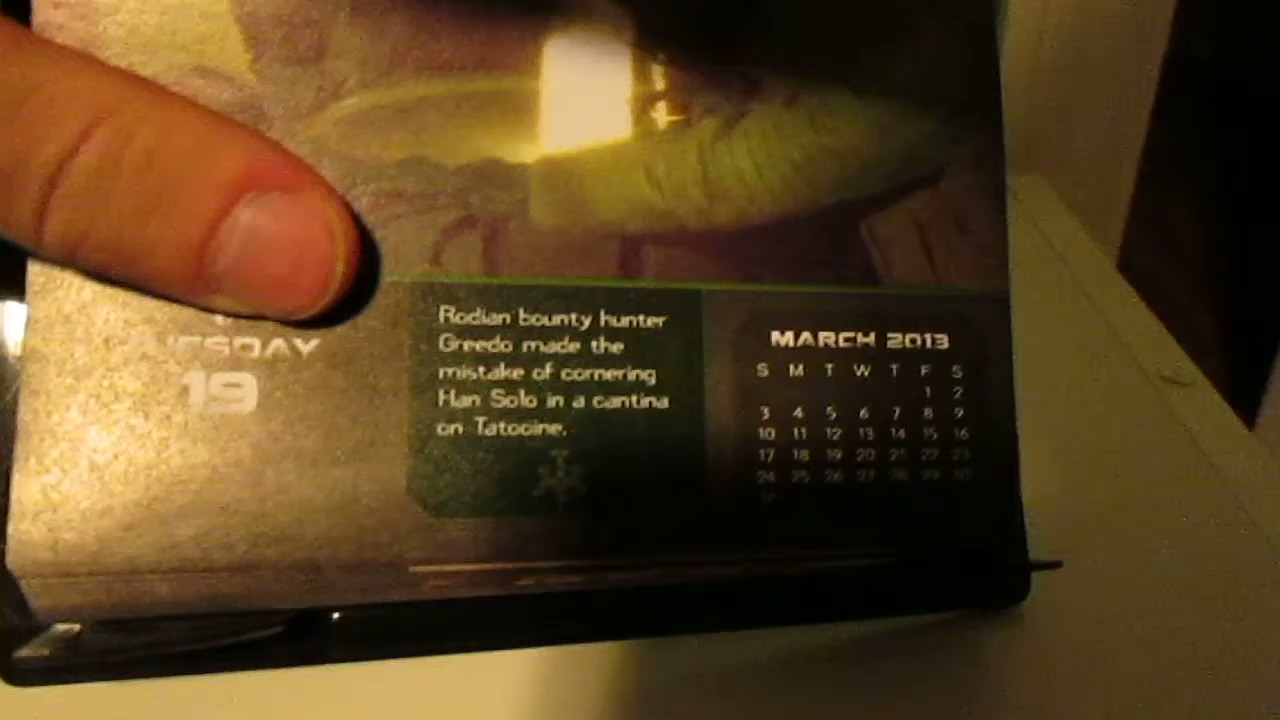 TUESDAY
19
Rodian bounty hunter
Greedo made the
mistake of cornering
Han Solo in a cantina
on Tatooine.
MARCH 2013
S M T W T F S
1 2
3 4 5 6 7 8 9
10 11 12 13 14 15 16
17 18 19 20 21 22 23
24 25 26 27 28 29 30
31